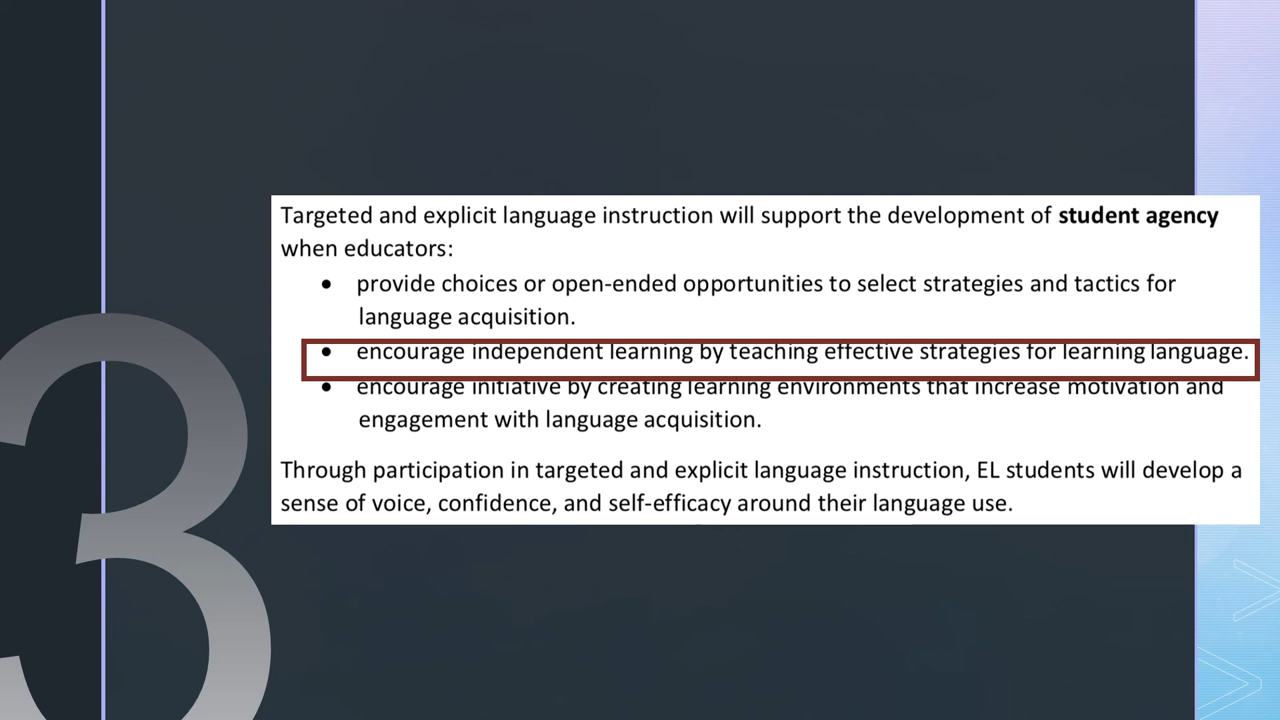 Targeted and explicit language instruction will support the development of student agency
when educators:
• provide choices or open-ended opportunities to select strategies and tactics for
language acquisition.
• encourage independent learning by teaching effective strategies for learning language.
• encourage initiative by creating learning environments that increase motivation and
engagement with language acquisition.
Through participation in targeted and explicit language instruction, EL students will develop a
sense of voice, confidence, and self-efficacy around their language use.
3